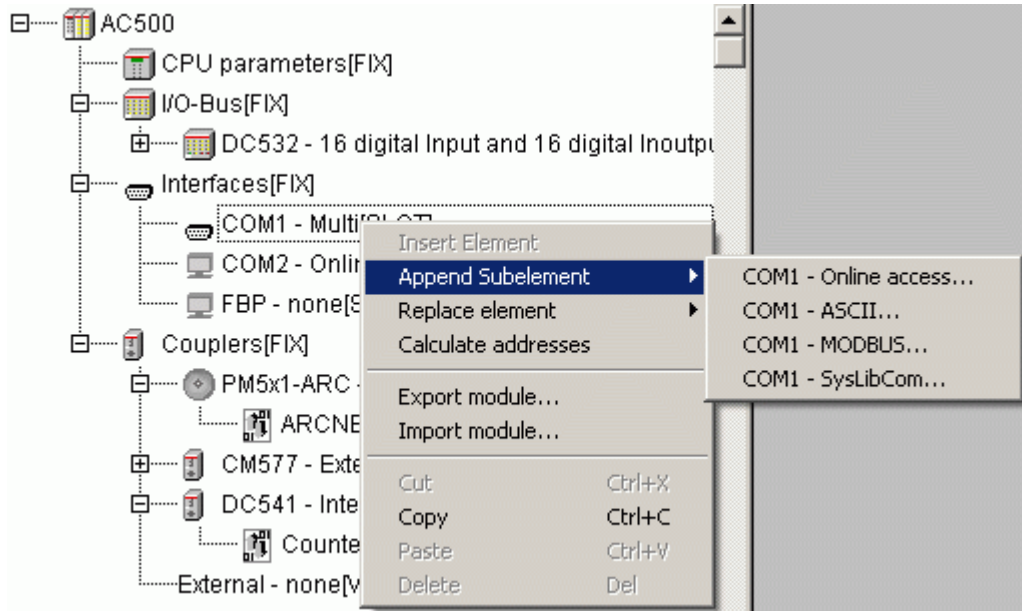 AC500
CPU parameters[FIX]
I/O-Bus[FIX]
DC532 - 16 digital Input and 16 digital Inoutpu
Interfaces[FIX]
COM1 - Multi[SLOT]
COM2 - Onlin
FBP - none[S
Couplers[FIX]
PM5x1-ARC -
ARCNE
CM577 - Exte
DC541 - Inte
Counte
External - none[V
Insert Element
Append Subelement
Replace element
Calculate addresses
Export module...
Import module...
Cut Ctrl+X
Copy Ctrl+C
Paste Ctrl+V
Delete Del
COM1 - Online access...
COM1 - ASCII...
COM1 - MODBUS...
COM1 - SysLibCom...